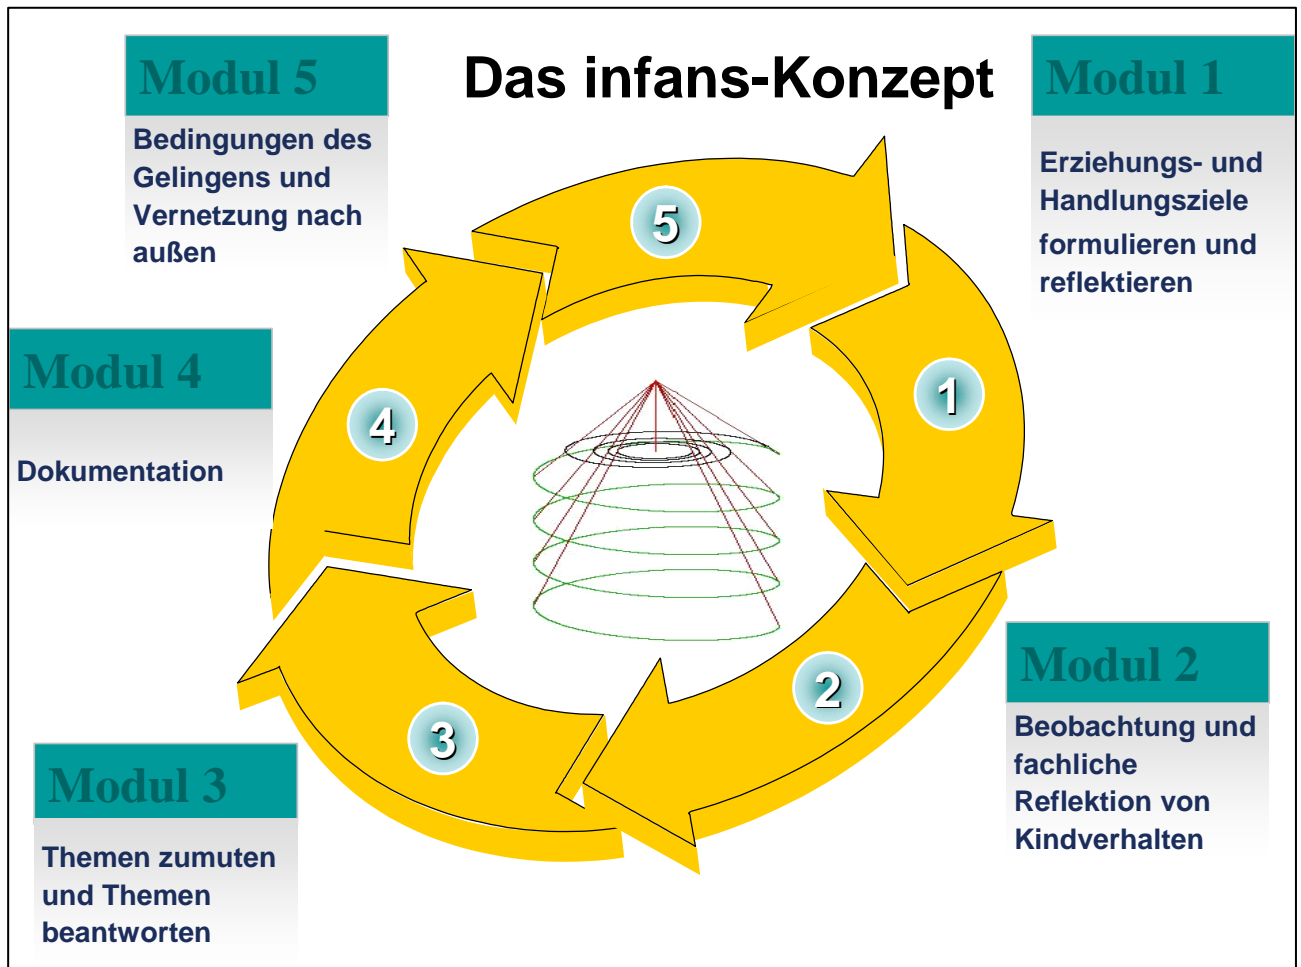 Das infans-Konzept
Modul 1
Erziehungs- und
Handlungsziele
formulieren und
reflektieren
Modul 2
Beobachtung und
fachliche
Reflektion von
Kindverhalten
Modul 3
Themen zumuten
und Themen
beantworten
Modul 4
Dokumentation
Modul 5
Bedingungen des
Gelingens und
Vernetzung nach
außen
1
2
3
4
5